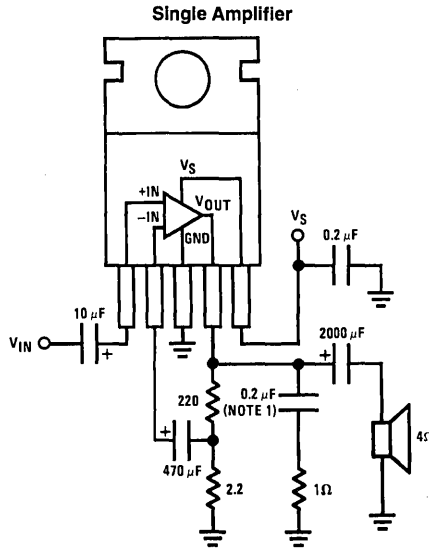 Single Amplifier
VS
+IN
VOUT
−IN
GND
VS
0.2 µF
10 µF
VIN
+
2000 µF
+
220
0.2 µF
(NOTE 1)
+
470 µF
4Ω
2.2
1Ω